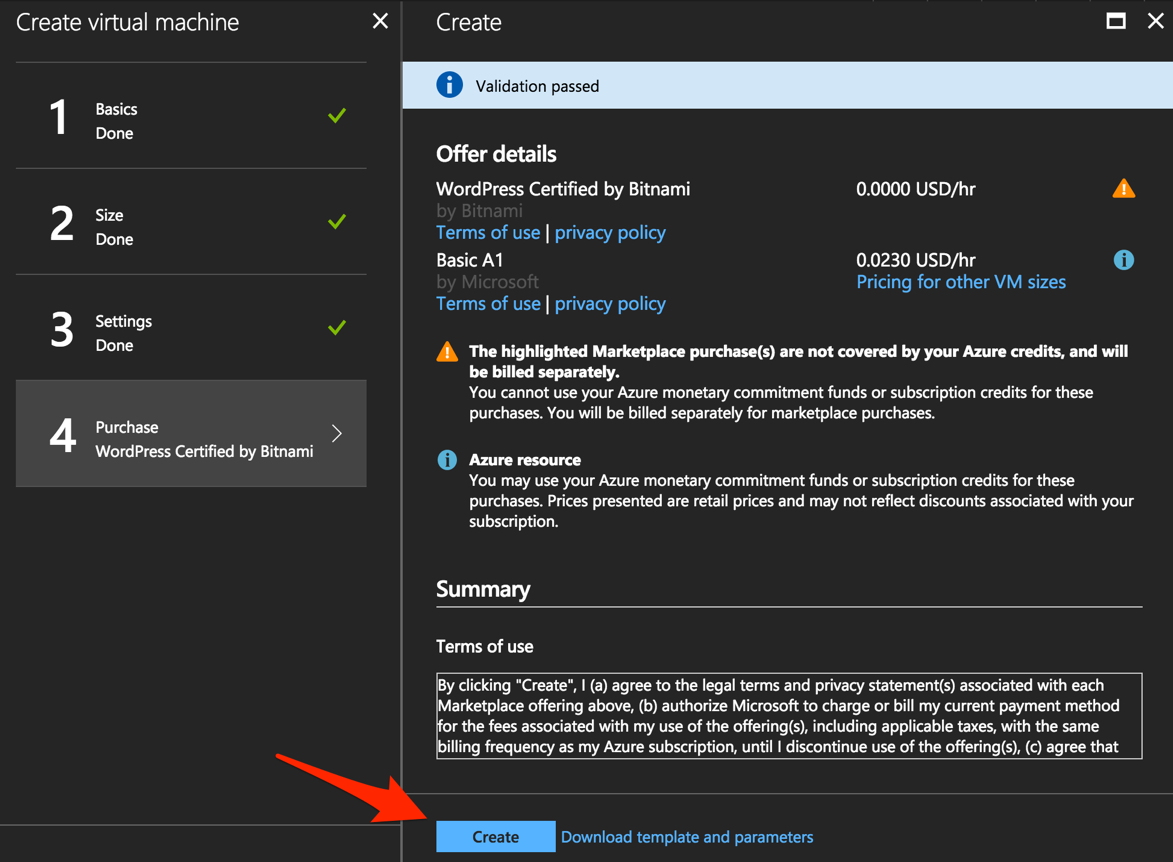 Create virtual machine
1
Basics
Done
2
Size
Done
3
Settings
Done
4
Purchase
WordPress Certified by Bitnami
Create
Validation passed
Offer details
WordPress Certified by Bitnami 0.0000 USD/hr
by Bitnami
Terms of use | privacy policy
Basic A1 0.0230 USD/hr
by Microsoft Pricing for other VM sizes
Terms of use | privacy policy
The highlighted Marketplace purchase(s) are not covered by your Azure credits, and will
be billed separately.
You cannot use your Azure monetary commitment funds or subscription credits for these
purchases. You will be billed separately for marketplace purchases.
Azure resource
You may use your Azure monetary commitment funds or subscription credits for these
purchases. Prices presented are retail prices and may not reflect discounts associated with your
subscription.
Summary
Terms of use
By clicking "Create", I (a) agree to the legal terms and privacy statement(s) associated with each
Marketplace offering above, (b) authorize Microsoft to charge or bill my current payment method
for the fees associated with my use of the offering(s), including applicable taxes, with the same
billing frequency as my Azure subscription, until I discontinue use of the offering(s), (c) agree that
Create Download template and parameters